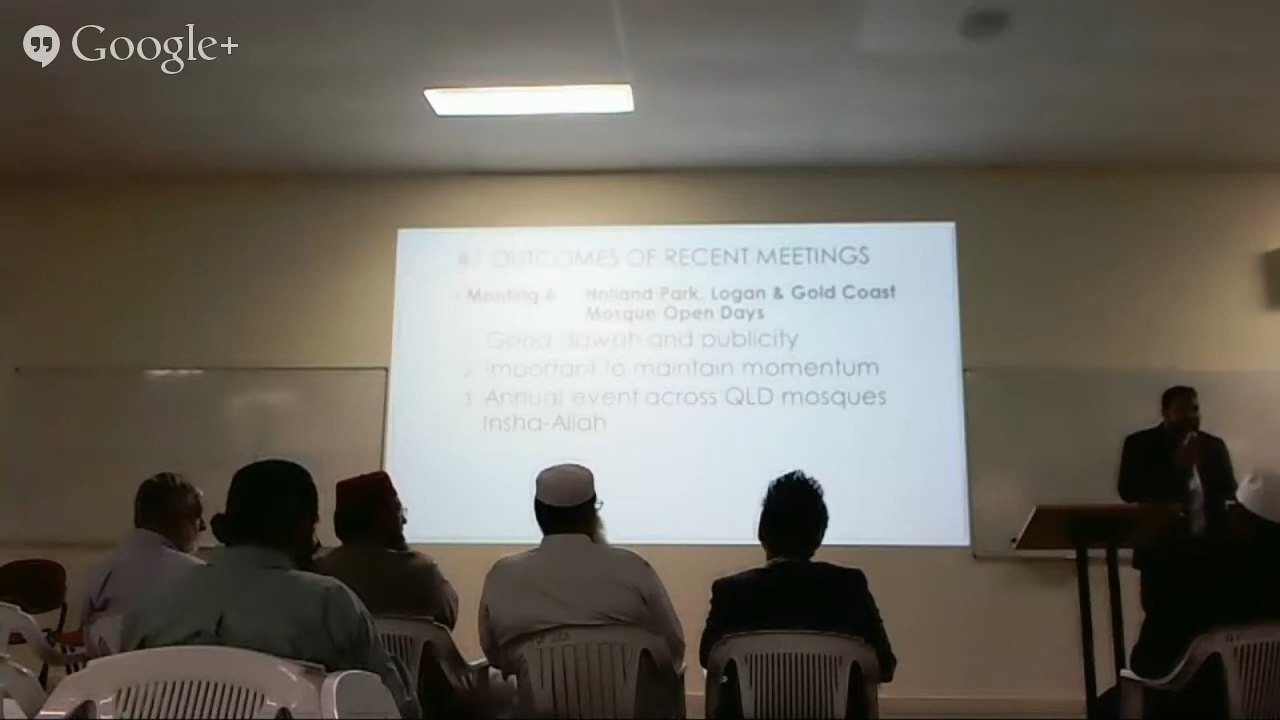 Google+
OUTCOMES OF RECENT MEETINGS
Meeting 6 Holland Park, Logan & Gold Coast
Mosque Open Days
Good dawah and publicity
2. Important to maintain momentum
3. Annual event across QLD mosques
Insha-Allah